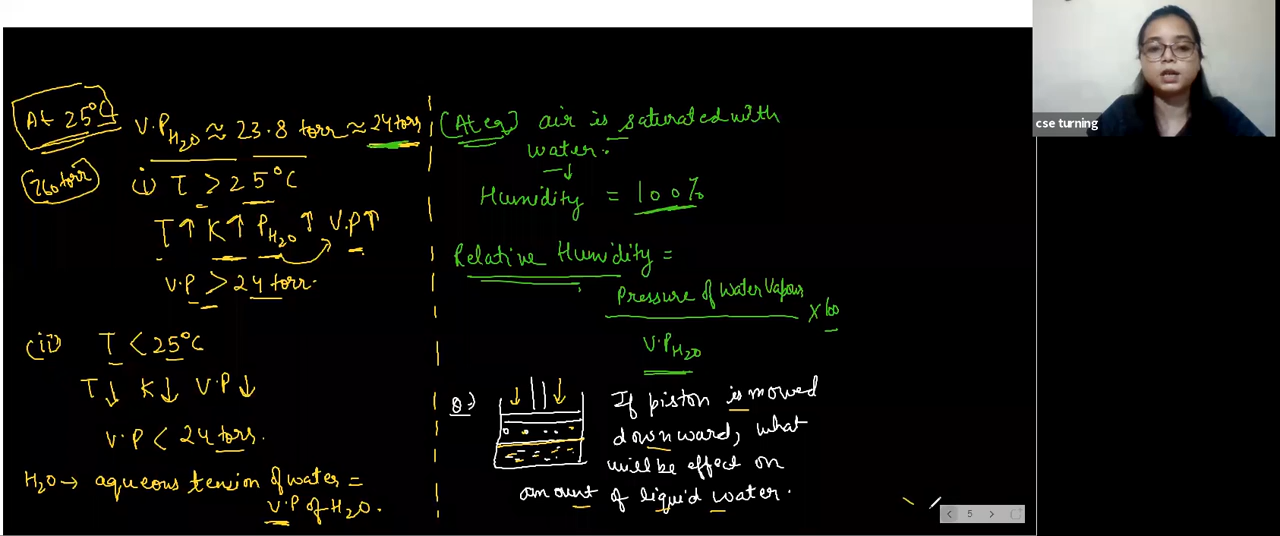 At 25°C
V.P H2O ≈ 23.8 torr ≈ 24 torr
760 torr
(i) T > 25°C
T↑ K↑ P H2O ↑ V.P↑
V.P > 24 torr.
(ii) T < 25°C
T↓ K↓ V.P↓
V.P < 24 torr.
H2O → aqueous tension of water =
V.P of H2O.
(At eq) air is saturated with
water.
Humidity = 100%
Relative Humidity =
Pressure of Water Vapour × 100
V.P H2O
Q.) If piston is mowed
downward, what
will be effect on
amount of liquid water.
cse turning
5